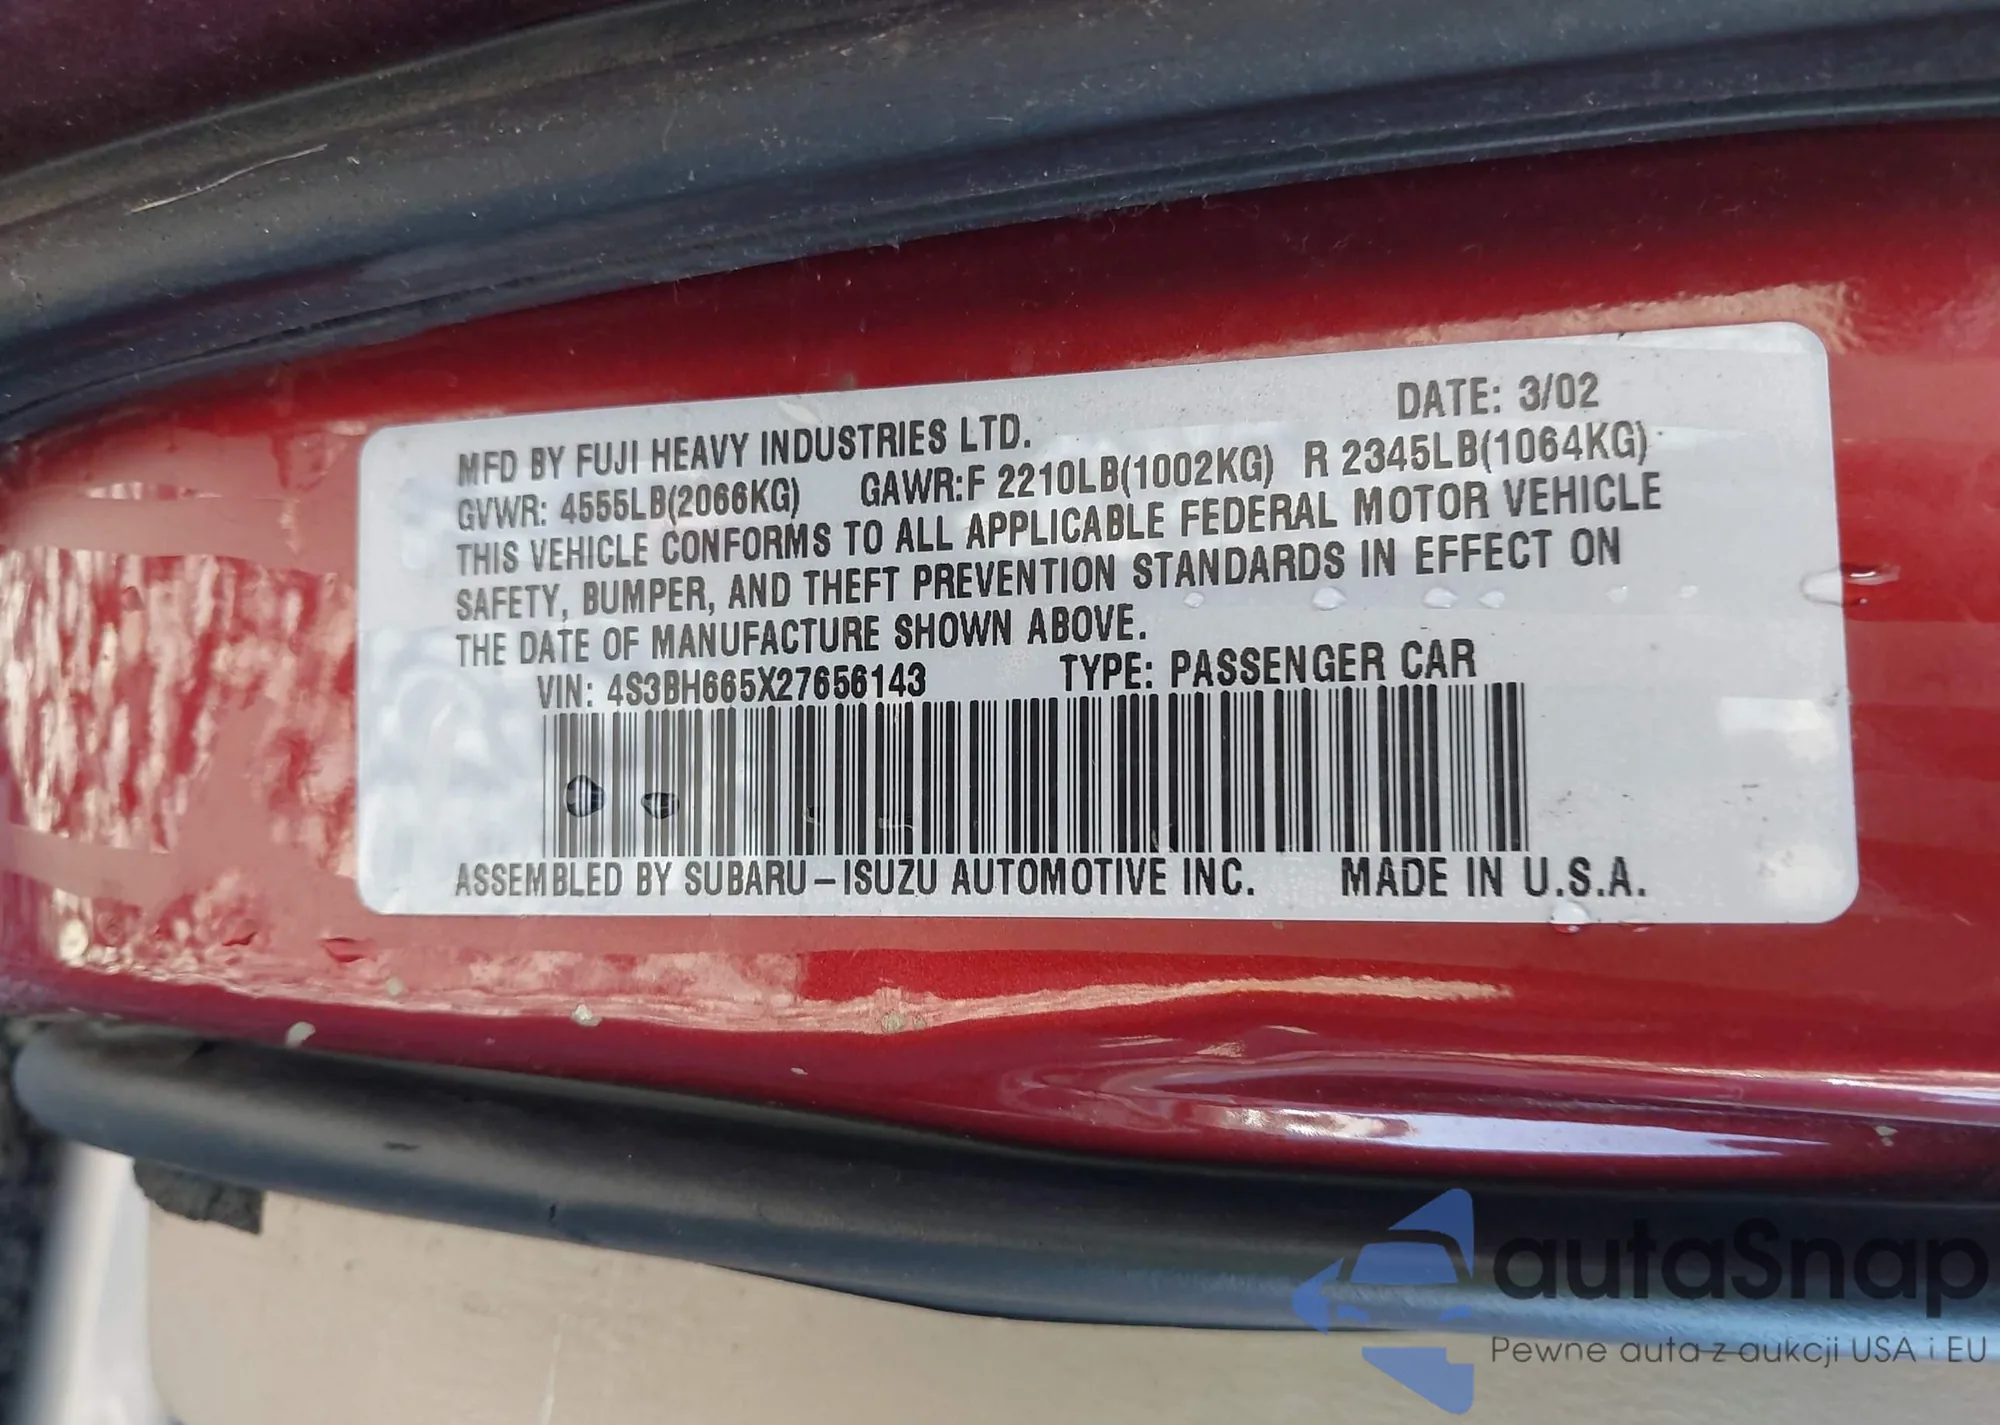 MFD BY FUJI HEAVY INDUSTRIES LTD. DATE: 3/02
GVWR: 4555LB(2066KG) GAWR:F 2210LB(1002KG) R 2345LB(1064KG)
THIS VEHICLE CONFORMS TO ALL APPLICABLE FEDERAL MOTOR VEHICLE
SAFETY, BUMPER, AND THEFT PREVENTION STANDARDS IN EFFECT ON
THE DATE OF MANUFACTURE SHOWN ABOVE.
VIN: 4S3BH665X27656143 TYPE: PASSENGER CAR
ASSEMBLED BY SUBARU-ISUZU AUTOMOTIVE INC. MADE IN U.S.A.
autaSnap
Pewne auta z aukcji USA i EU